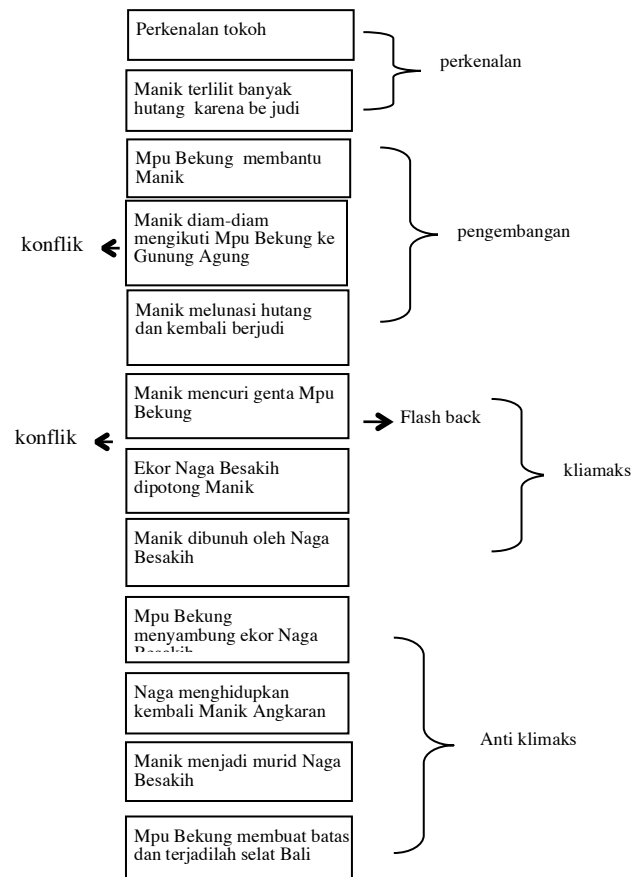 Perkenalan tokoh
perkenalan
Manik terlilit banyak
hutang karena be judi
Mpu Bekung membantu
Manik
Manik diam-diam
mengikuti Mpu Bekung ke
Gunung Agung
konflik
pengembangan
Manik melunasi hutang
dan kembali berjudi
Manik mencuri genta Mpu
Bekung
Flash back
konflik
Ekor Naga Besakih
dipotong Manik
kliamaks
Manik dibunuh oleh Naga
Besakih
Mpu Bekung
menyambung ekor Naga
Besakih
Naga menghidupkan
kembali Manik Angkaran
Anti klimaks
Manik menjadi murid Naga
Besakih
Mpu Bekung membuat batas
dan terjadilah selat Bali